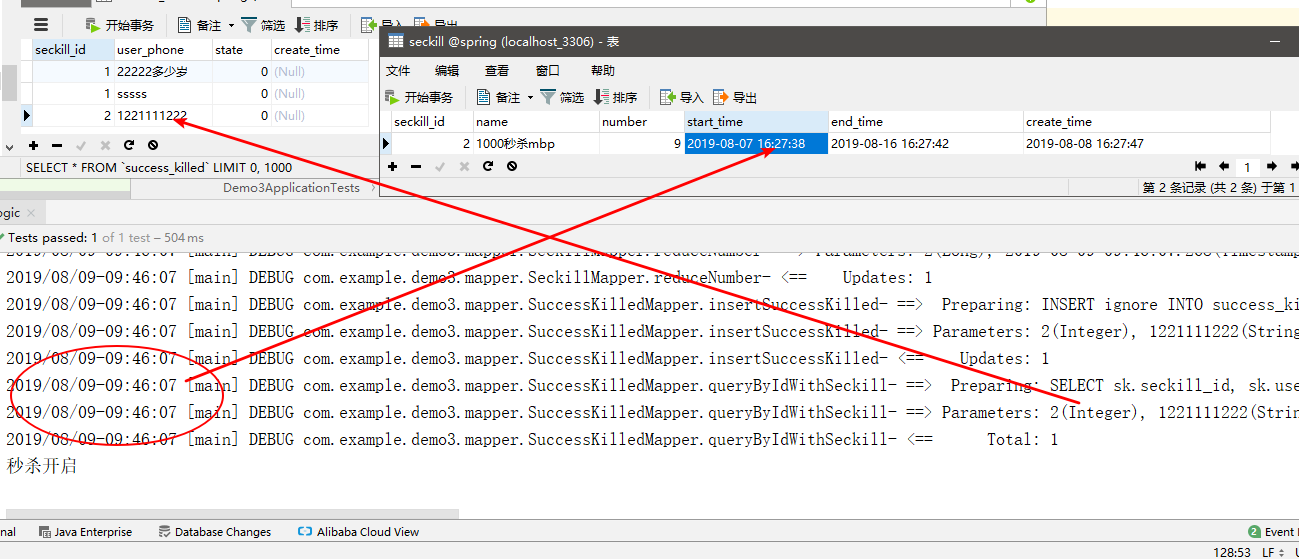 开始事务 备注 筛选 排序 导入 导出
seckill_id user_phone state create_time
1 22222多少岁 0 (Null)
1 sssss 0 (Null)
2 1221111222 0 (Null)
SELECT * FROM `success_killed` LIMIT 0, 1000
seckill @spring (localhost_3306) - 表
文件 编辑 查看 窗口 帮助
开始事务 备注 筛选 排序 导入 导出
seckill_id name number start_time end_time create_time
2 1000秒杀mbp 9 2019-08-07 16:27:38 2019-08-16 16:27:42 2019-08-08 16:27:47
1
第 2 条记录 (共 2 条) 于第 1
Demo3ApplicationTests
ogic
Tests passed: 1 of 1 test – 504 ms
2019/08/09-09:46:07 [main] DEBUG com.example.demo3.mapper.SeckillMapper.reduceNumber- ==> Parameters: 2(Long), 2019-08-09 09:46:07.268(Timestamp
2019/08/09-09:46:07 [main] DEBUG com.example.demo3.mapper.SeckillMapper.reduceNumber- <== Updates: 1
2019/08/09-09:46:07 [main] DEBUG com.example.demo3.mapper.SuccessKilledMapper.insertSuccessKilled- ==> Preparing: INSERT ignore INTO success_ki
2019/08/09-09:46:07 [main] DEBUG com.example.demo3.mapper.SuccessKilledMapper.insertSuccessKilled- ==> Parameters: 2(Integer), 1221111222(String
2019/08/09-09:46:07 [main] DEBUG com.example.demo3.mapper.SuccessKilledMapper.insertSuccessKilled- <== Updates: 1
2019/08/09-09:46:07 [main] DEBUG com.example.demo3.mapper.SuccessKilledMapper.queryByIdWithSeckill- ==> Preparing: SELECT sk.seckill_id, sk.use
2019/08/09-09:46:07 [main] DEBUG com.example.demo3.mapper.SuccessKilledMapper.queryByIdWithSeckill- ==> Parameters: 2(Integer), 1221111222(Strin
2019/08/09-09:46:07 [main] DEBUG com.example.demo3.mapper.SuccessKilledMapper.queryByIdWithSeckill- <== Total: 1
秒杀开启
nal Java Enterprise Database Changes Alibaba Cloud View 2 Event
128:53 LF